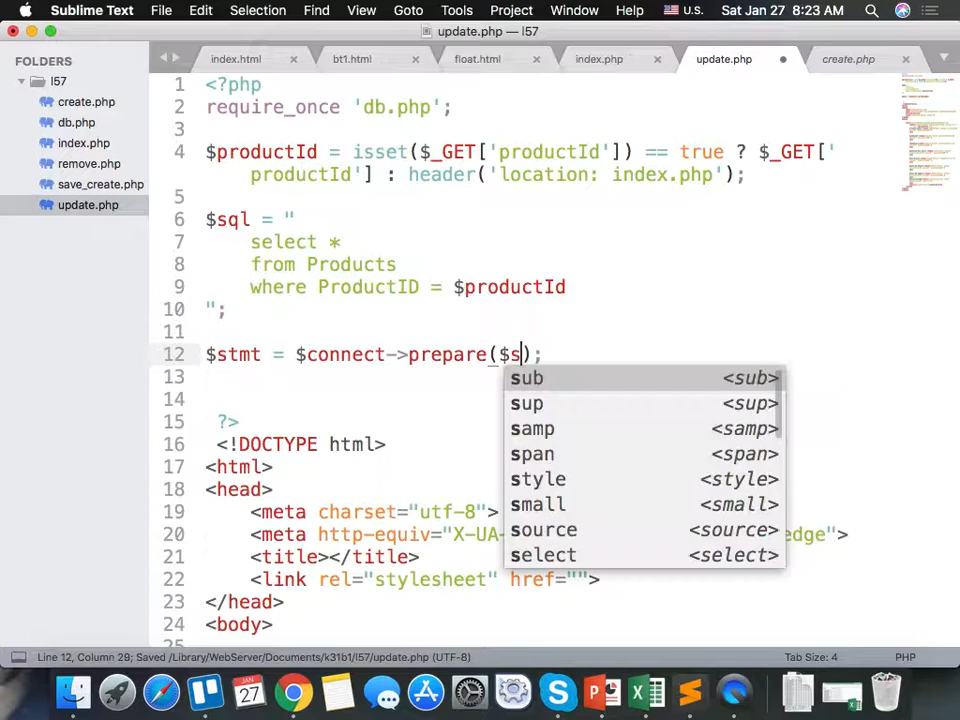 Sublime Text File Edit Selection Find View Goto Tools Project Window Help U.S. Sat Jan 27 8:23 AM
update.php — l57
FOLDERS
l57
create.php
db.php
index.php
remove.php
save_create.php
update.php
index.html bt1.html float.html index.php update.php create.php
1 <?php
2 require_once 'db.php';
3
4 $productId = isset($_GET['productId']) == true ? $_GET['
productId'] : header('location: index.php');
5
6 $sql = "
7 select *
8 from Products
9 where ProductID = $productId
10 ";
11
12 $stmt = $connect->prepare($s);
13
14
15 ?>
16 <!DOCTYPE html>
17 <html>
18 <head>
19 <meta charset="utf-8">
20 <meta http-equiv="X-UA- edge">
21 <title></title>
22 <link rel="stylesheet" href="">
23 </head>
24 <body>
25
sub <sub>
sup <sup>
samp <samp>
span <span>
style <style>
small <small>
source <source>
select <select>
Line 12, Column 29; Saved /Library/WebServer/Documents/k31b1/l57/update.php (UTF-8) Tab Size: 4 PHP